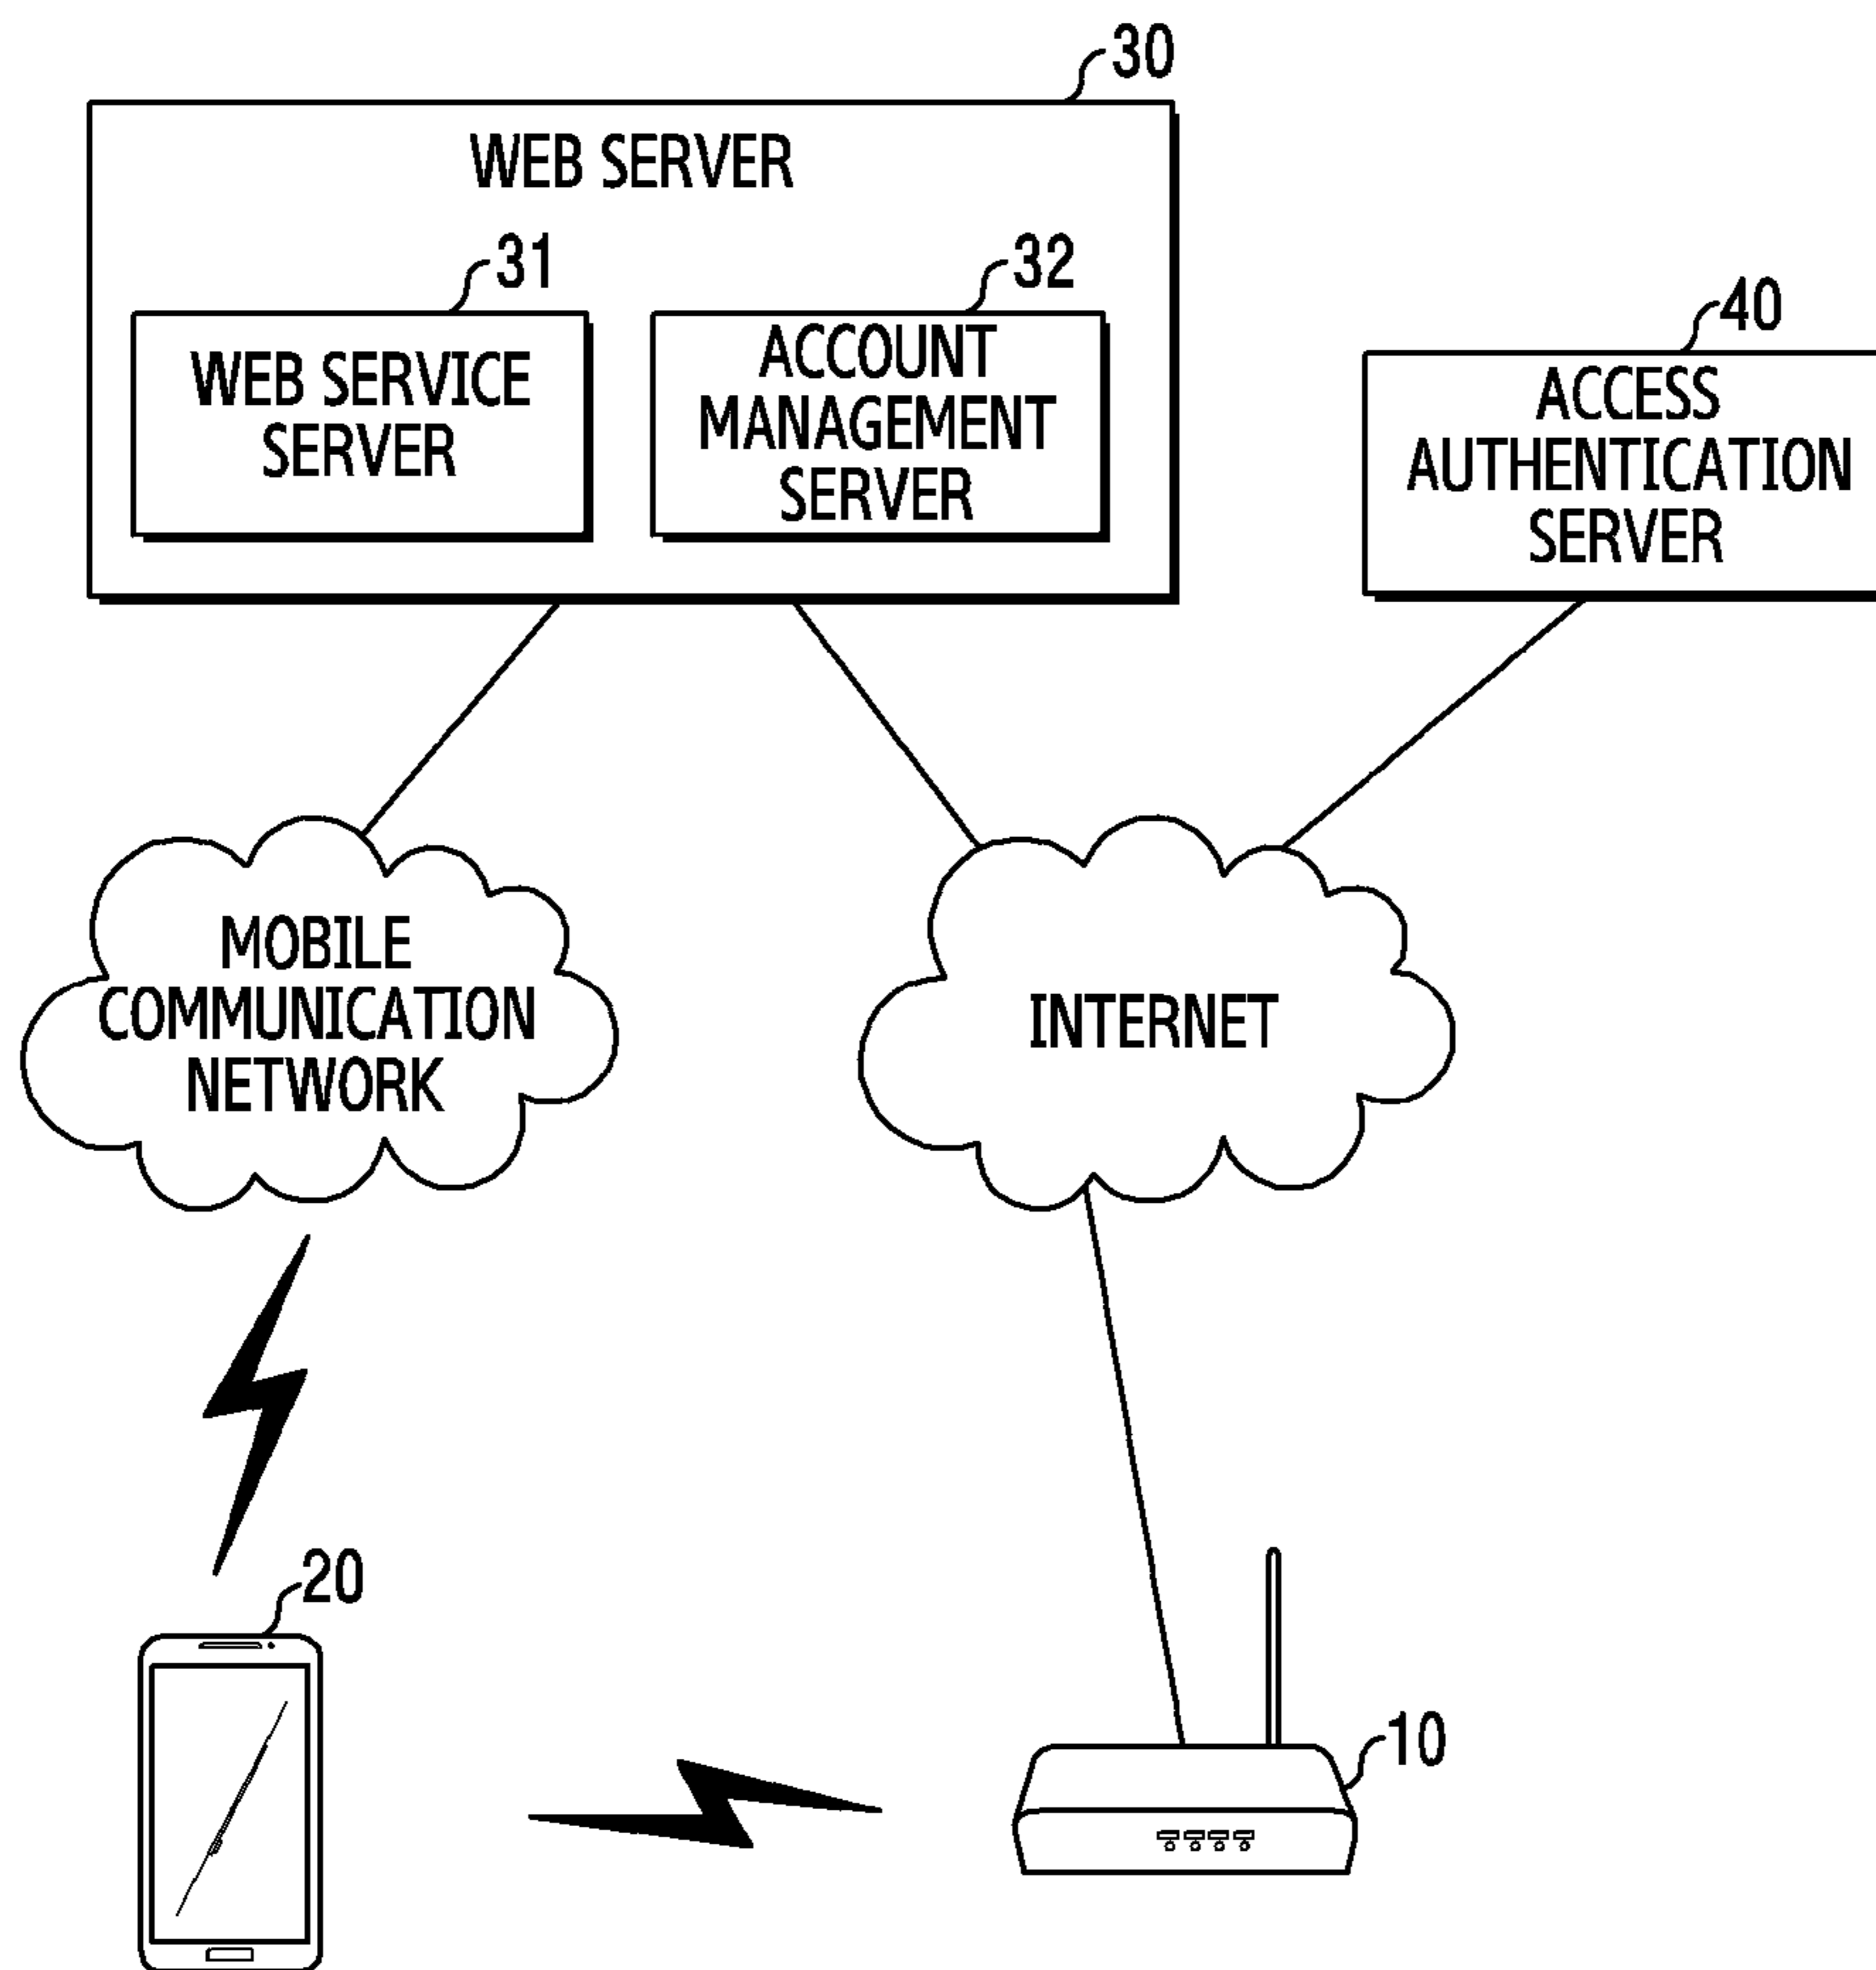 30
WEB SERVER
31
32
WEB SERVICE
SERVER
ACCOUNT
MANAGEMENT
SERVER
40
ACCESS
AUTHENTICATION
SERVER
MOBILE
COMMUNICATION
NETWORK
INTERNET
20
10